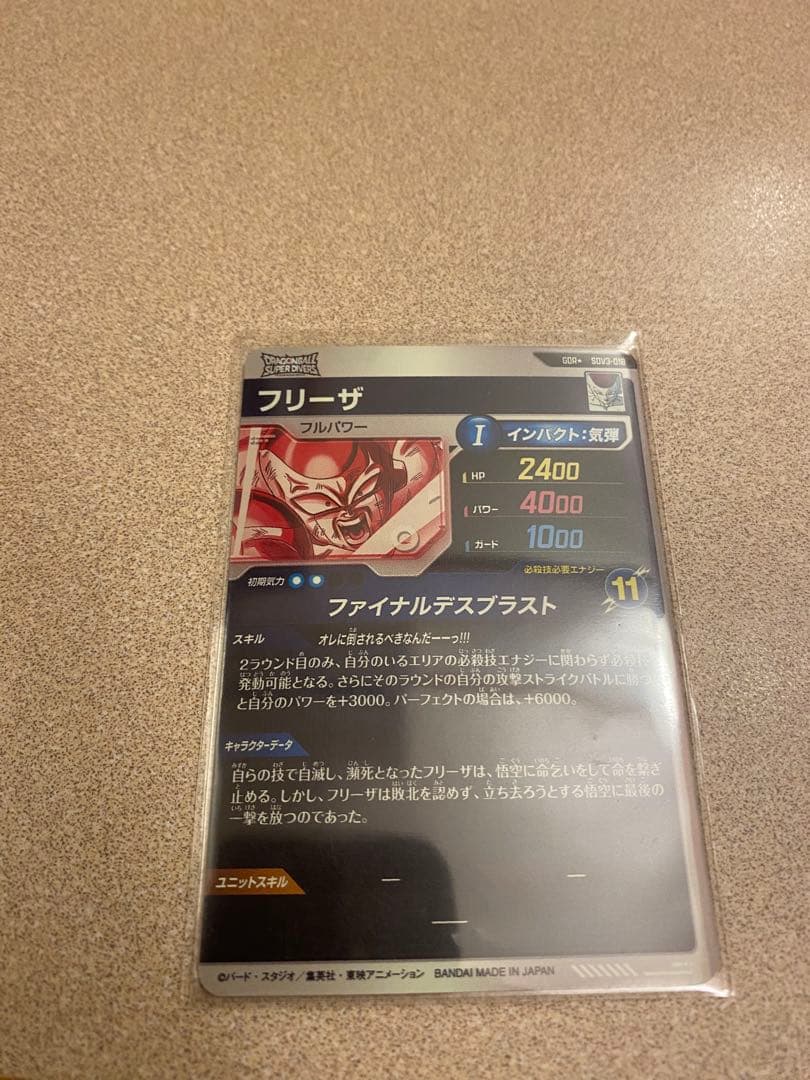 DRAGONBALL
SUPER DIVERS
GDR★ SDV3-018
フリーザ
フルパワー
I インパクト:気弾
HP 2400
パワー 4000
ガード 1000
初期気力
必殺技必要エナジー
11
ファイナルデスブラスト
スキル オレに倒されるべきなんだーーっ!!!
2ラウンド目のみ、自分のいるエリアの必殺技エナジーに関わらず必殺技
発動可能となる。さらにそのラウンドの自分の攻撃ストライクバトルに勝つ
と自分のパワーを+3000。パーフェクトの場合は、+6000。
キャラクターデータ
自らの技で自滅し、瀕死となったフリーザは、悟空に命乞いをして命を繋ぎ
止める。しかし、フリーザは敗北を認めず、立ち去ろうとする悟空に最後の
一撃を放つのであった。
ユニットスキル
©バード・スタジオ/集英社・東映アニメーション BANDAI MADE IN JAPAN